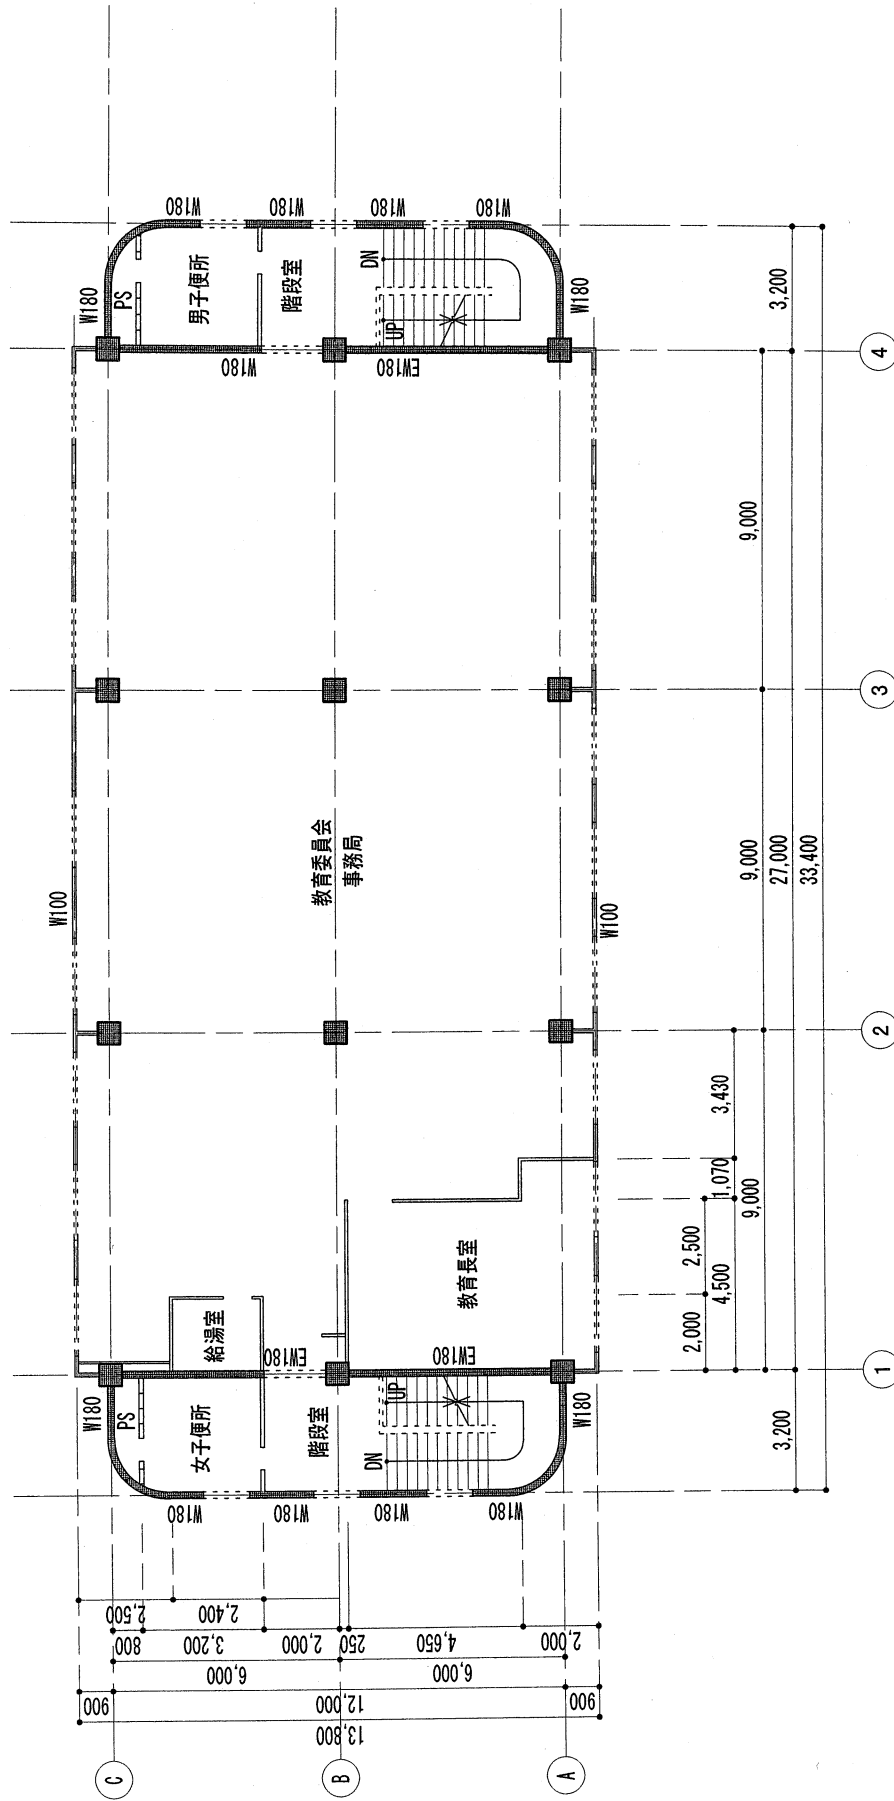 W180
W180
W180
W180
W180
PS
男子便所
階段室
DN
UP
W180
W180
EW180
3,200
4
9,000
3
教育委員会
事務局
W100
W100
9,000
27,000
33,400
2
3,430
1,070
9,000
2,500
4,500
2,000
教育長室
給湯室
EW180
EW180
1
W180
PS
女子便所
階段室
UP
DN
W180
3,200
W180
W180
W180
W180
2,500
2,400
800
3,200
2,000
250
4,650
2,000
6,000
6,000
900
12,000
900
13,800
C
B
A